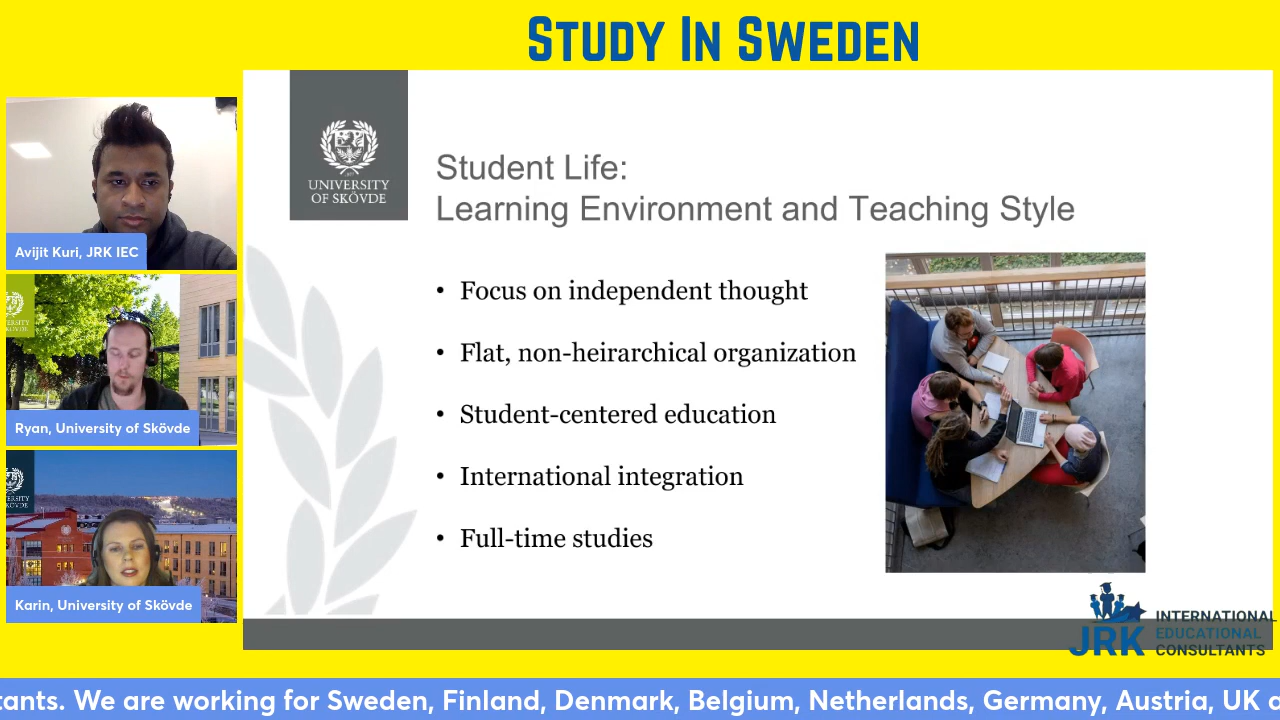 STUDY IN SWEDEN
UNIVERSITY
OF SKÖVDE
Student Life:
Learning Environment and Teaching Style
• Focus on independent thought
• Flat, non-heirarchical organization
• Student-centered education
• International integration
• Full-time studies
Avijit Kuri, JRK IEC
Ryan, University of Skövde
Karin, University of Skövde
JRK
INTERNATIONAL
EDUCATIONAL
CONSULTANTS
tants. We are working for Sweden, Finland, Denmark, Belgium, Netherlands, Germany, Austria, UK